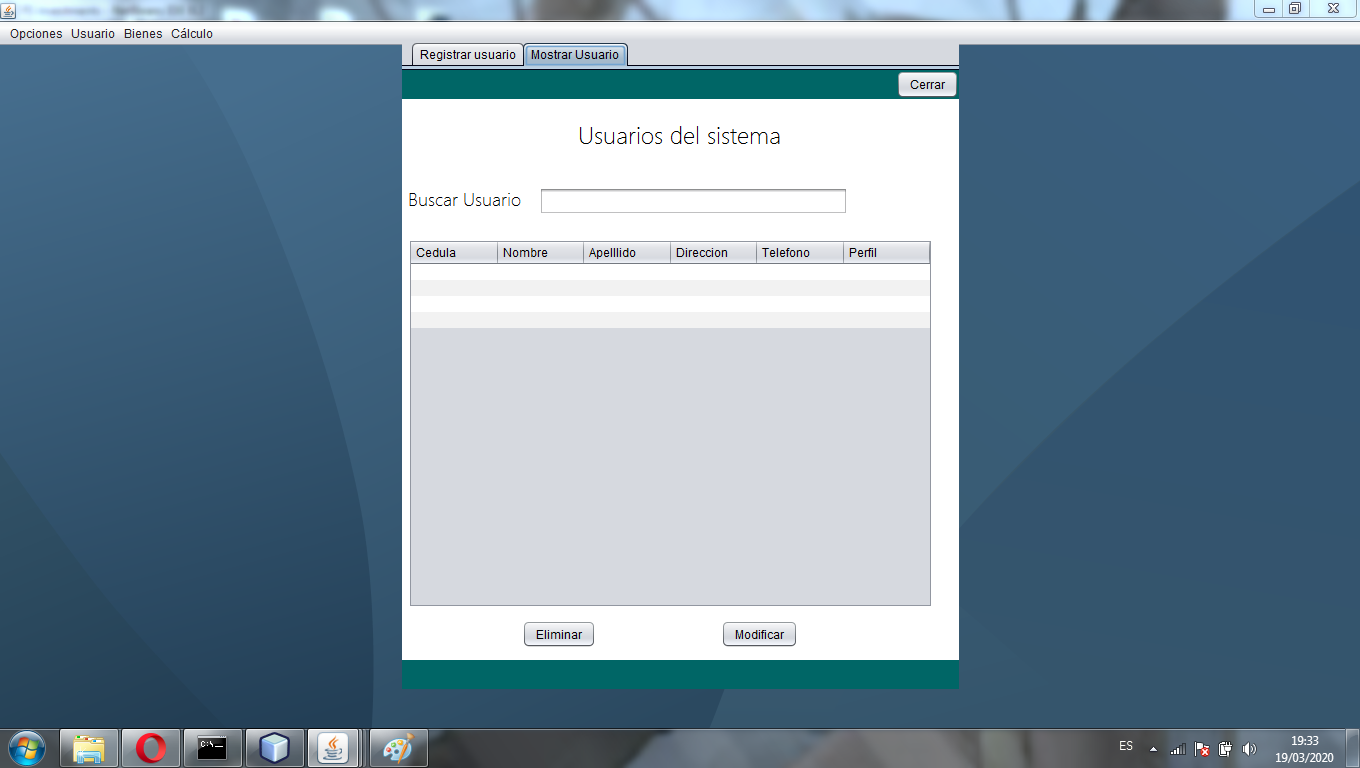 Opciones Usuario Bienes Cálculo
Registrar usuario Mostrar Usuario
Cerrar
Usuarios del sistema
Buscar Usuario
Cedula Nombre Apelllido Direccion Telefono Perfil
Eliminar Modificar
C:\._
ES
19:33
19/03/2020